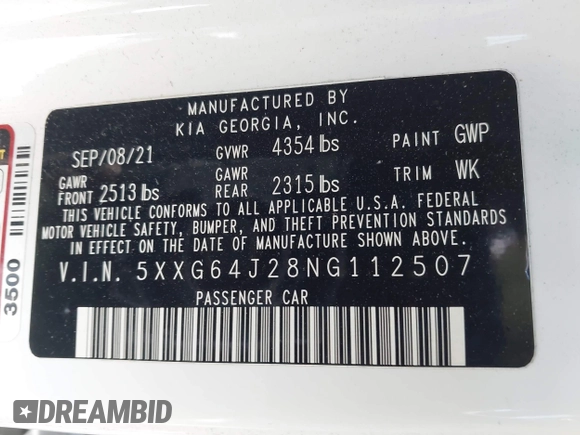 MANUFACTURED BY
KIA GEORGIA, INC.
SEP/08/21 GVWR 4354 lbs PAINT GWP
GAWR FRONT 2513 lbs GAWR REAR 2315 lbs TRIM WK
THIS VEHICLE CONFORMS TO ALL APPLICABLE U.S.A. FEDERAL
MOTOR VEHICLE SAFETY, BUMPER, AND THEFT PREVENTION STANDARDS
IN EFFECT ON THE DATE OF MANUFACTURE SHOWN ABOVE.
V.I.N. 5XXG64J28NG112507
PASSENGER CAR
3500
DREAMBID